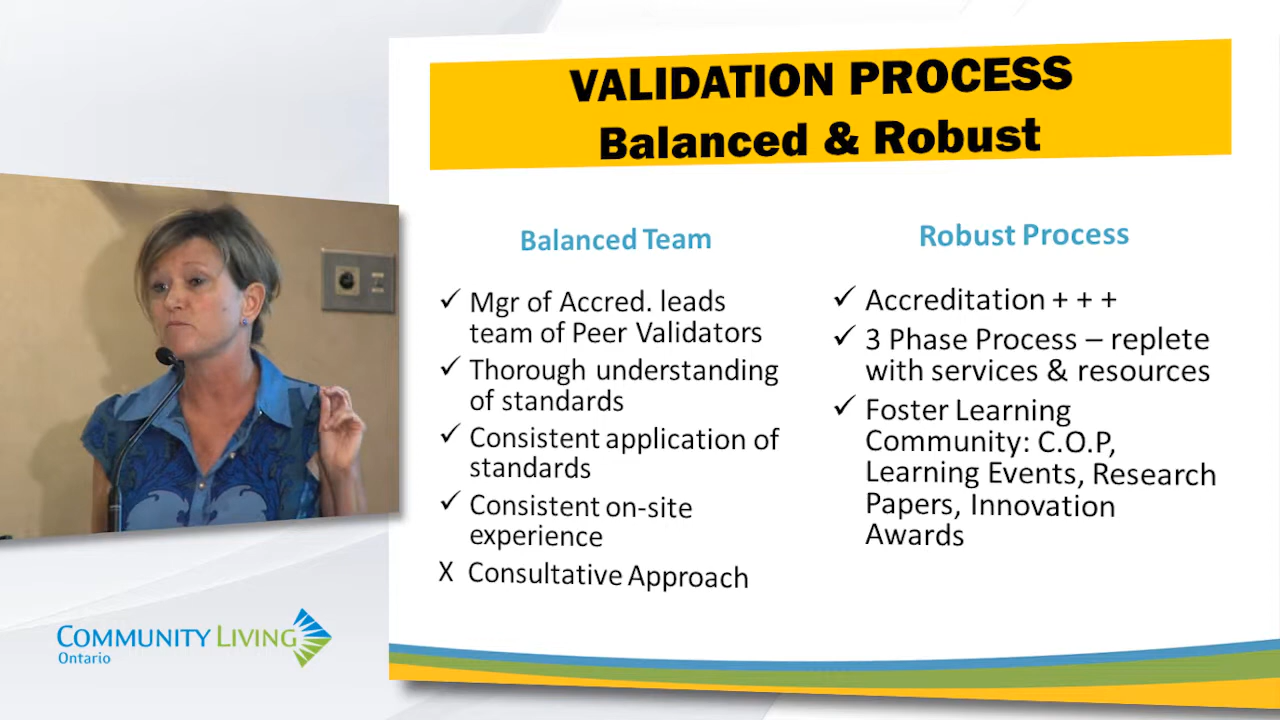 VALIDATION PROCESS
Balanced & Robust
Balanced Team
✓ Mgr of Accred. leads
team of Peer Validators
✓ Thorough understanding
of standards
✓ Consistent application of
standards
✓ Consistent on-site
experience
X Consultative Approach
Robust Process
✓ Accreditation + + +
✓ 3 Phase Process – replete
with services & resources
✓ Foster Learning
Community: C.O.P,
Learning Events, Research
Papers, Innovation
Awards
COMMUNITY LIVING
Ontario